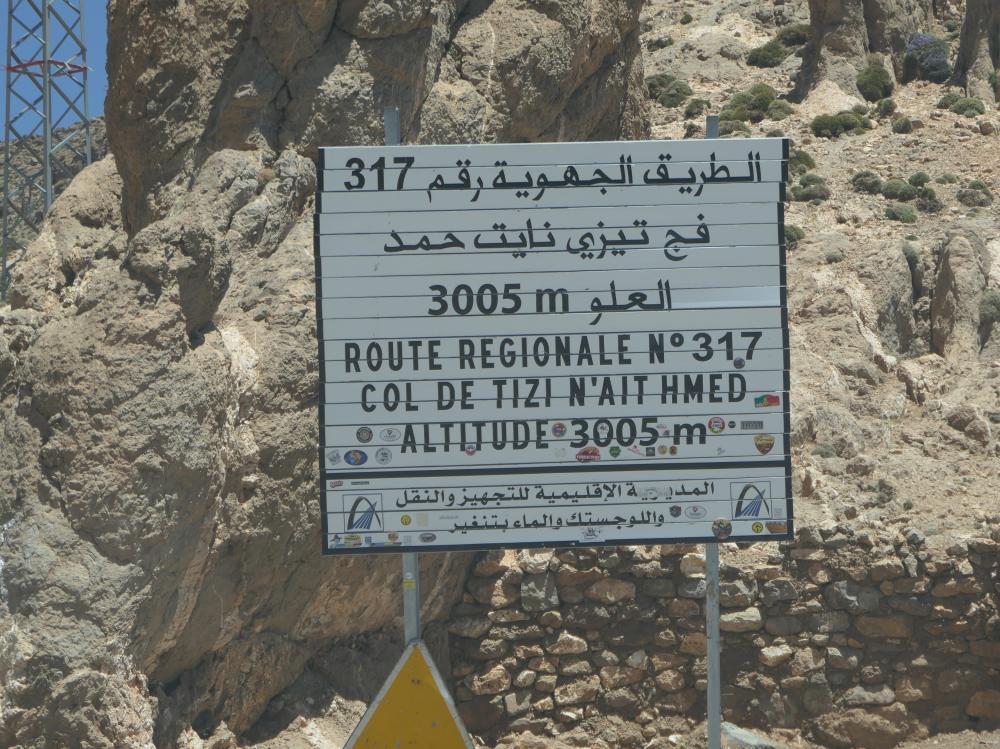 الطريق الجهوية رقم 317
فج تيزي نايت حمد
العلو 3005 m
ROUTE REGIONALE N° 317
COL DE TIZI N'AIT HMED
ALTITUDE 3005 m
المديرية الإقليمية للتجهيز والنقل
واللوجستك والماء بتنغير